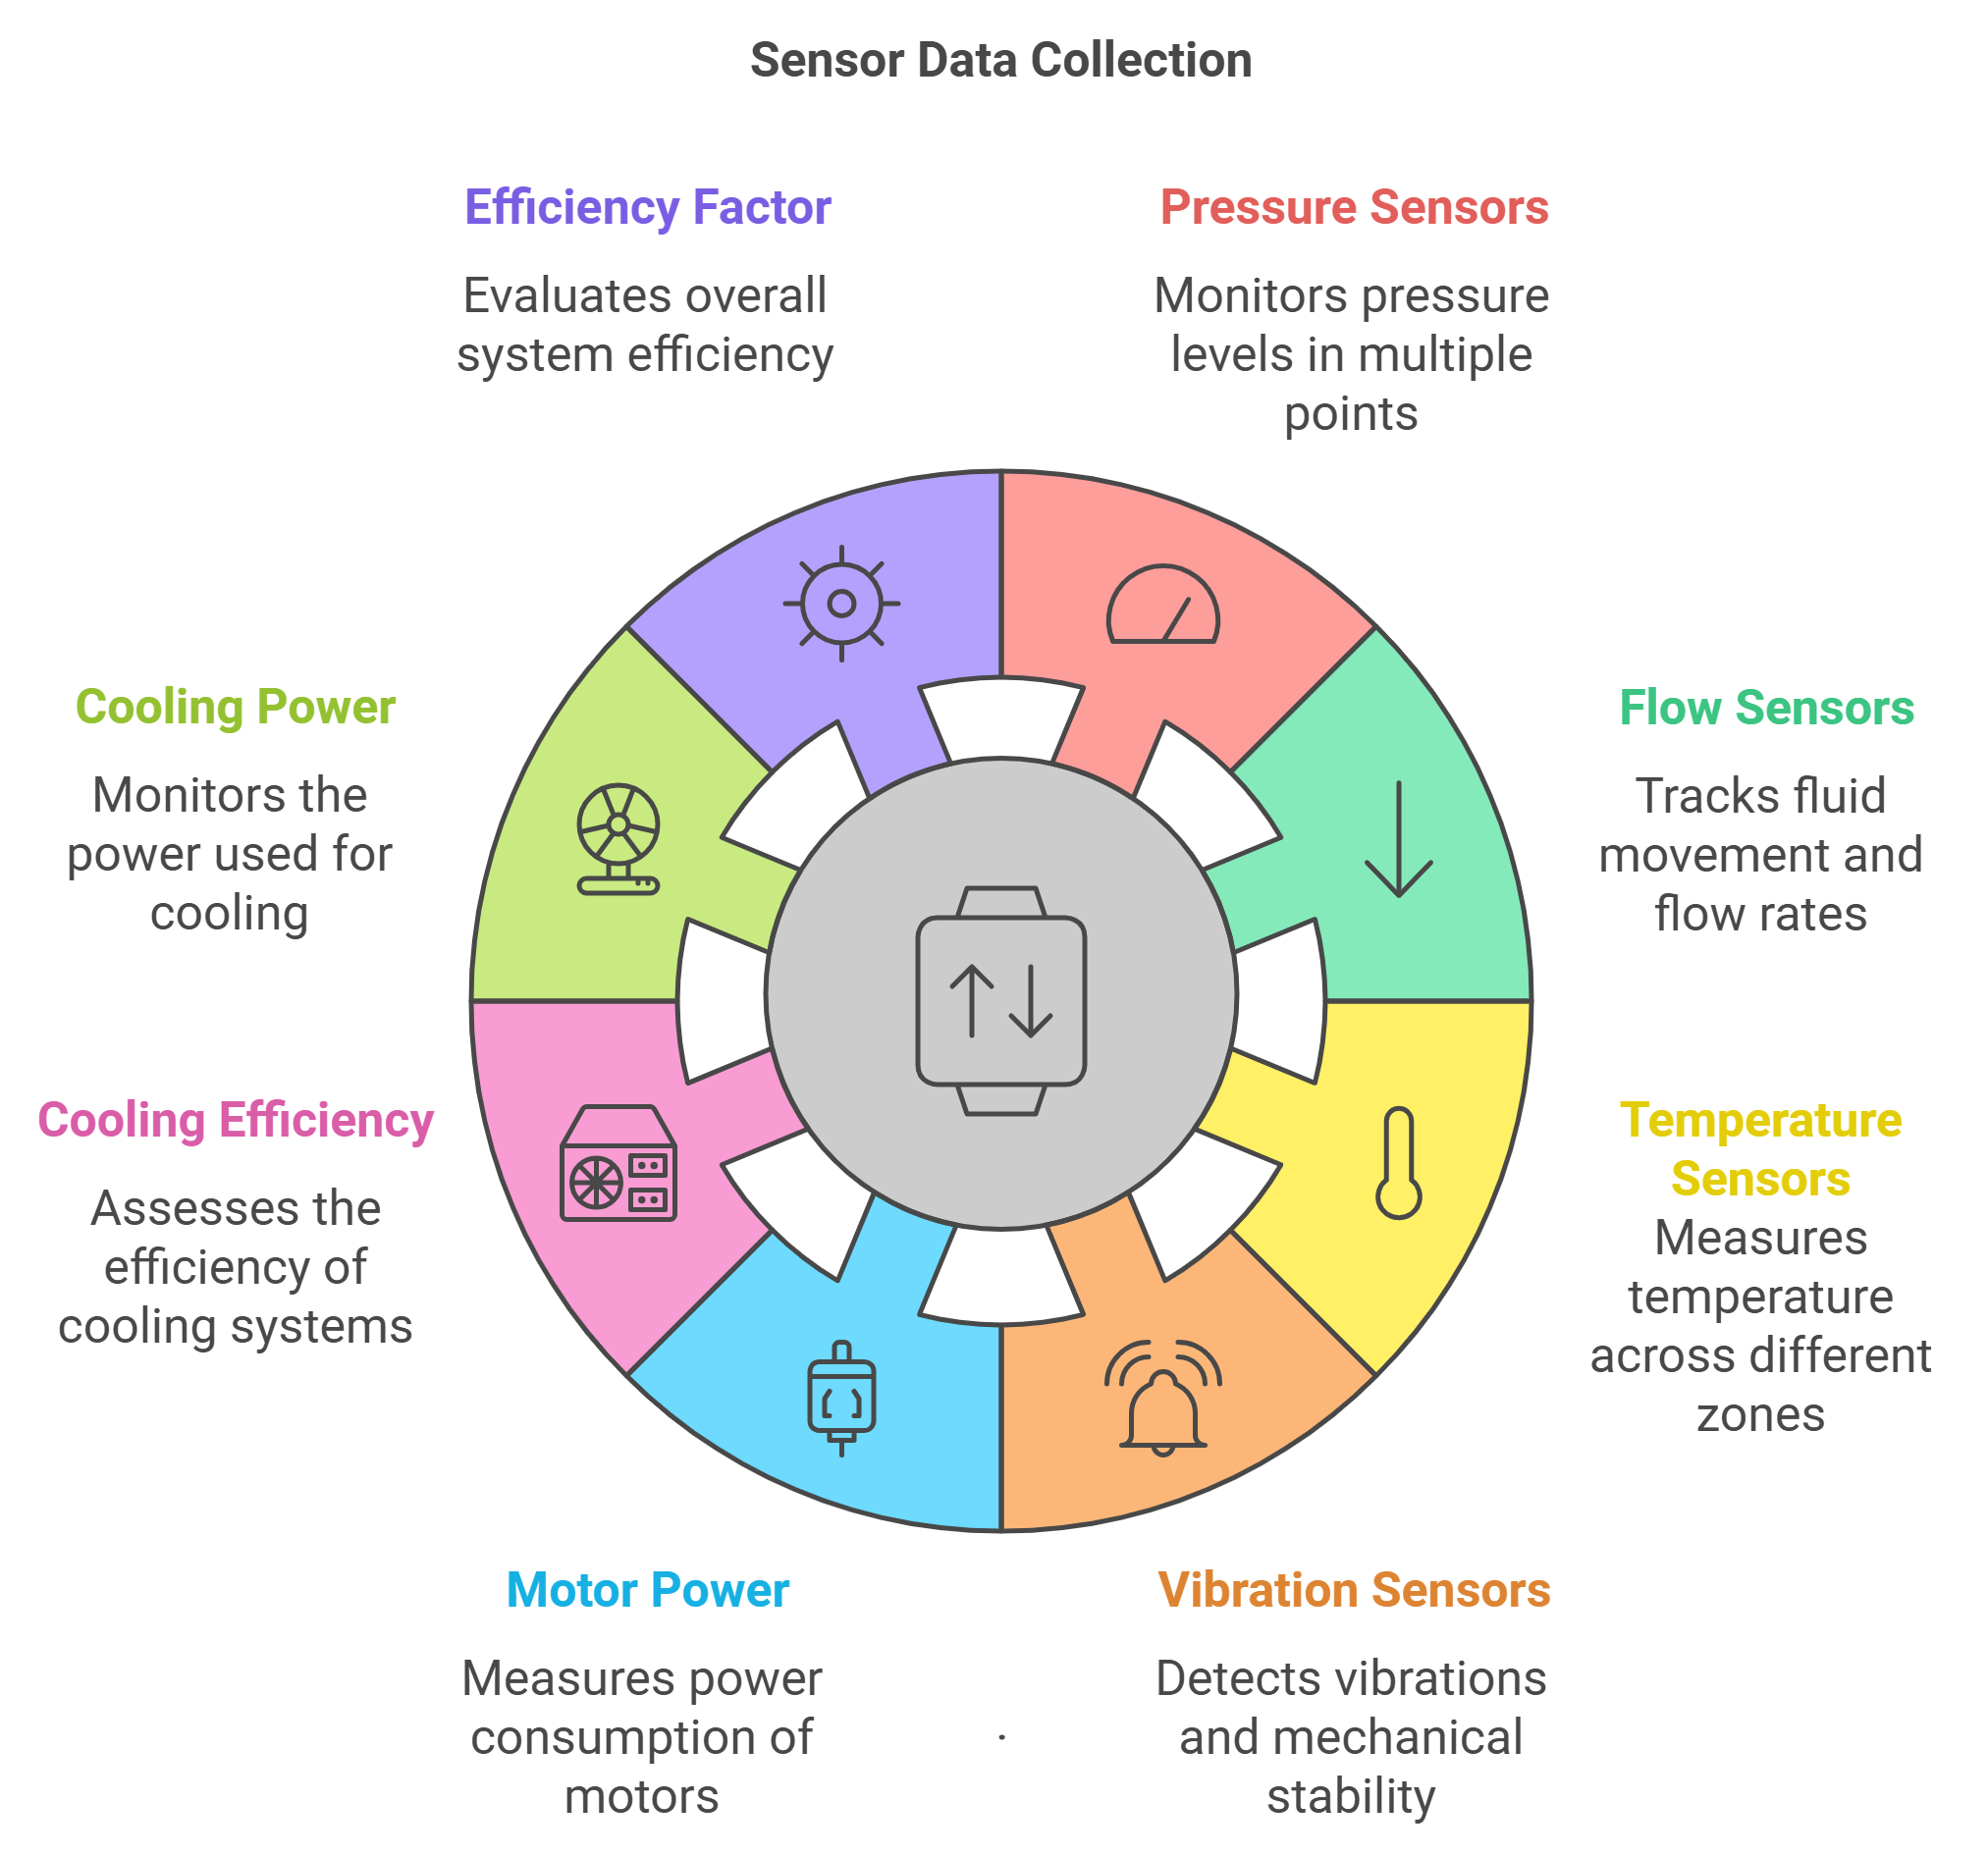 Sensor Data Collection
Efficiency Factor
Evaluates overall
system efficiency
Pressure Sensors
Monitors pressure
levels in multiple
points
Cooling Power
Monitors the
power used for
cooling
Flow Sensors
Tracks fluid
movement and
flow rates
Cooling Efficiency
Assesses the
efficiency of
cooling systems
Temperature
Sensors
Measures
temperature
across different
zones
Motor Power
Measures power
consumption of
motors
Vibration Sensors
Detects vibrations
and mechanical
stability